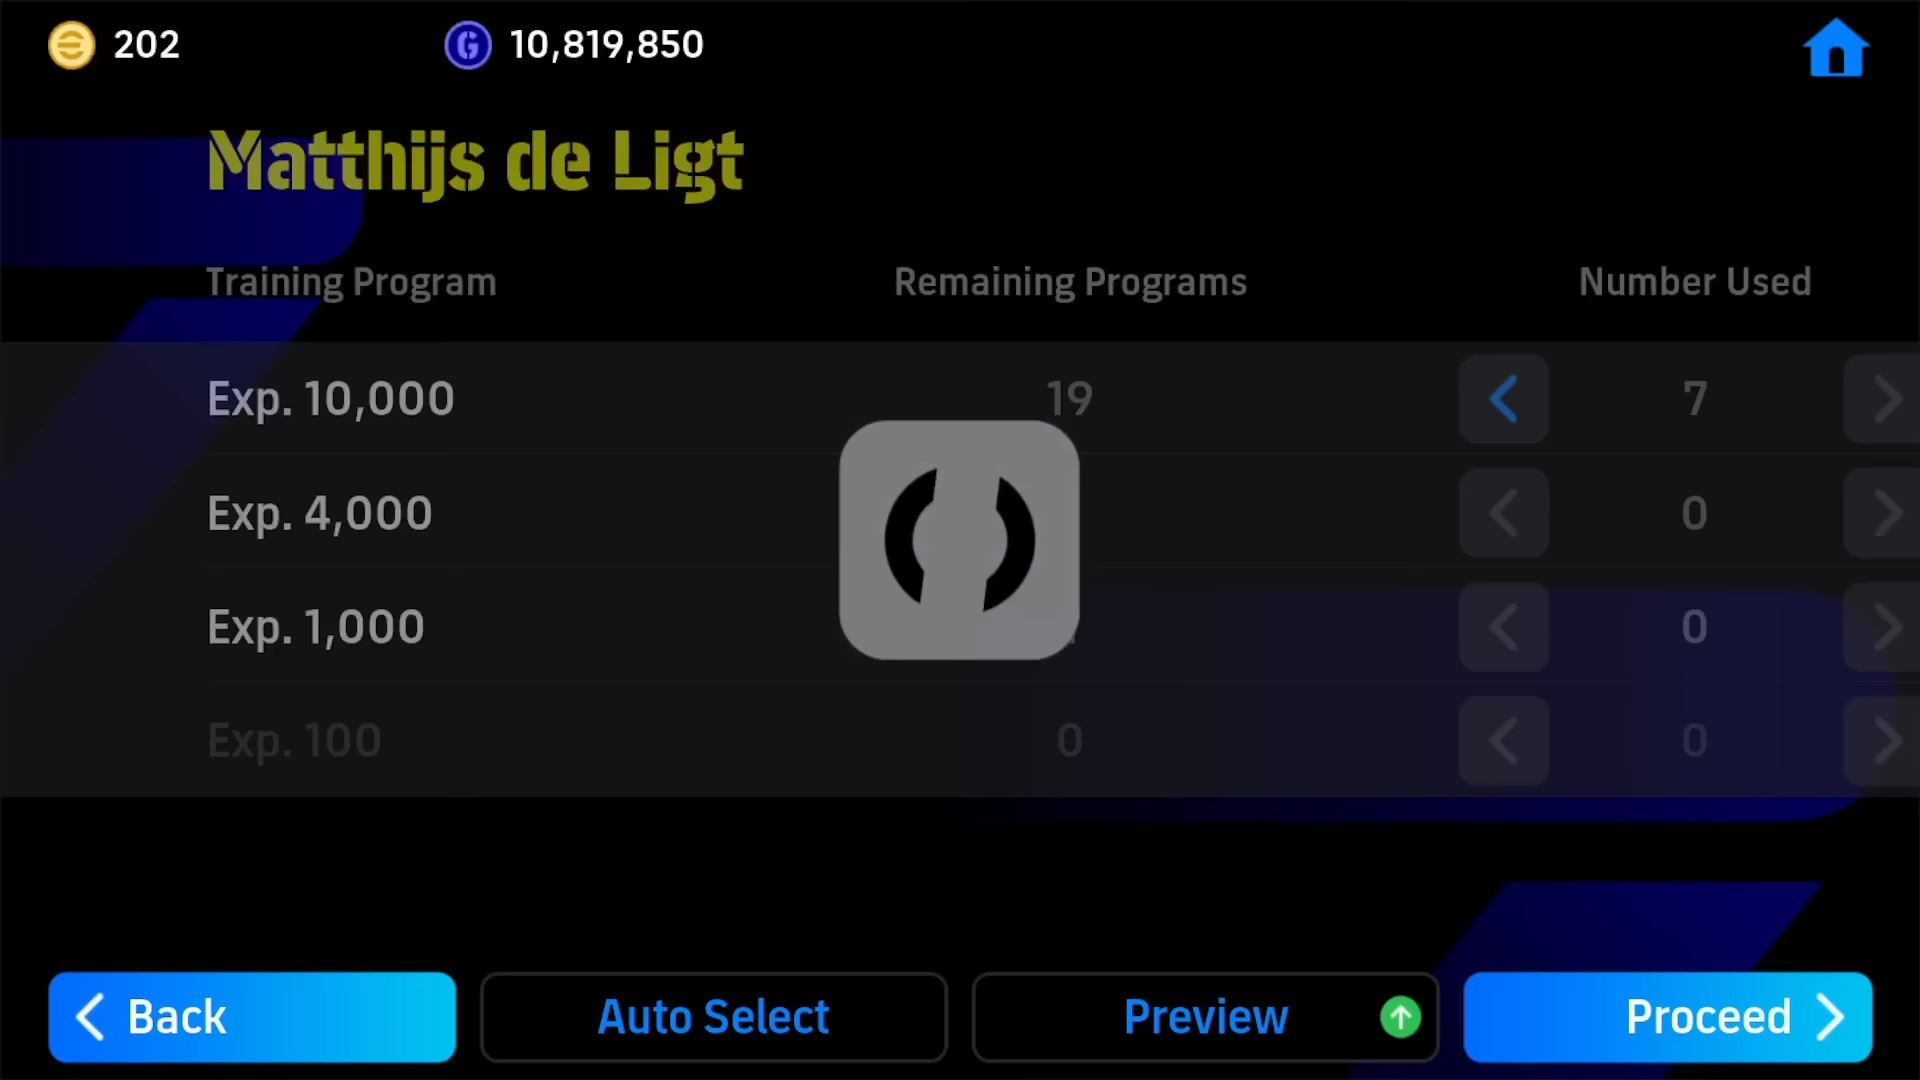 202
10,819,850
Matthijs de Ligt
Training Program Remaining Programs Number Used
Exp. 10,000 19 7
Exp. 4,000 0
Exp. 1,000 0
Exp. 100 0 0
Back Auto Select Preview Proceed